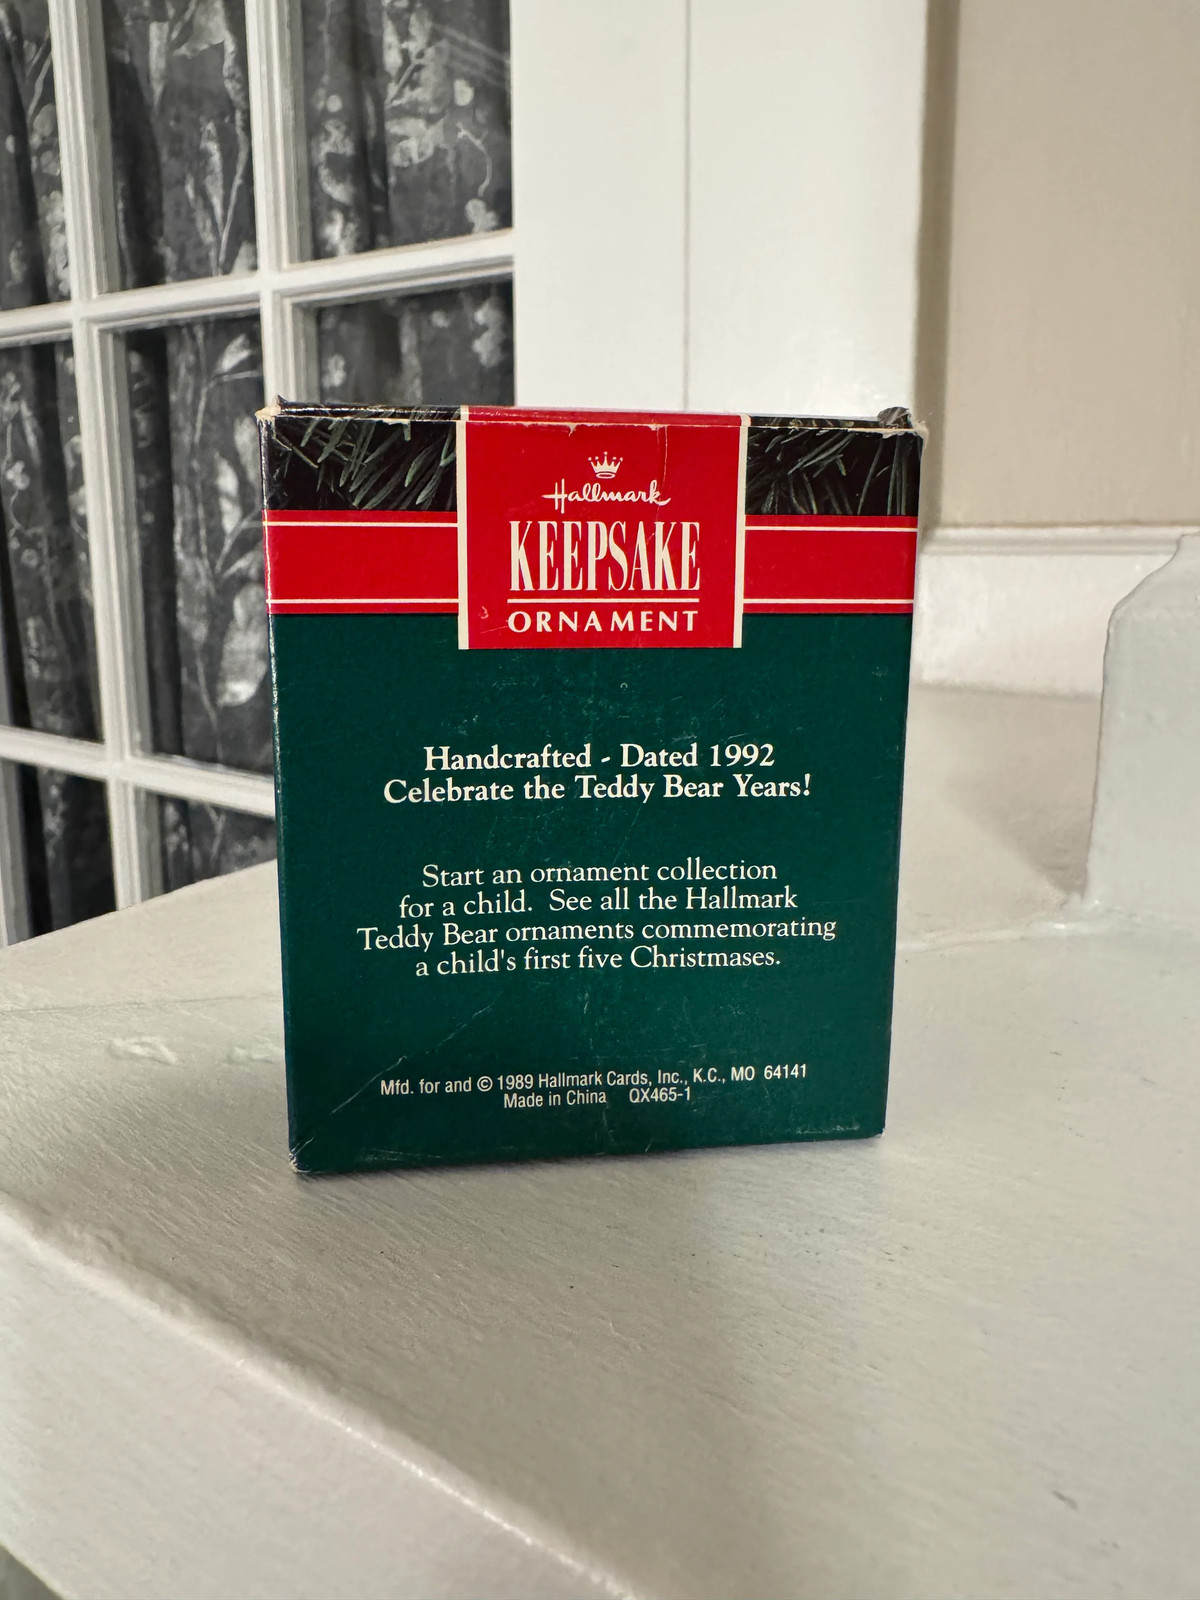 Hallmark
KEEPSAKE
ORNAMENT
Handcrafted - Dated 1992
Celebrate the Teddy Bear Years!
Start an ornament collection
for a child. See all the Hallmark
Teddy Bear ornaments commemorating
a child's first five Christmases.
Mfd. for and © 1989 Hallmark Cards, Inc., K.C., MO 64141
Made in China QX465-1